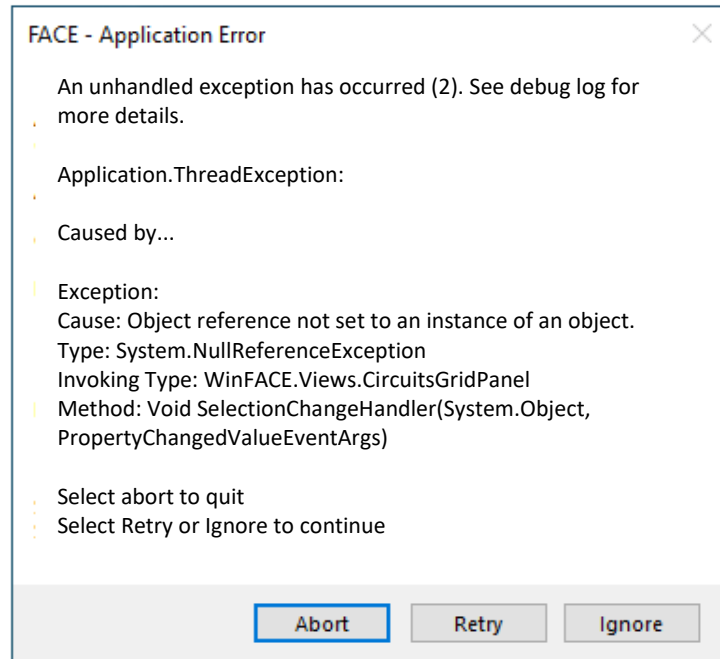 FACE - Application Error
An unhandled exception has occurred (2). See debug log for
more details.
Application.ThreadException:
Caused by...
Exception:
Cause: Object reference not set to an instance of an object.
Type: System.NullReferenceException
Invoking Type: WinFACE.Views.CircuitsGridPanel
Method: Void SelectionChangeHandler(System.Object,
PropertyChangedValueEventArgs)
Select abort to quit
Select Retry or Ignore to continue
Abort
Retry
Ignore